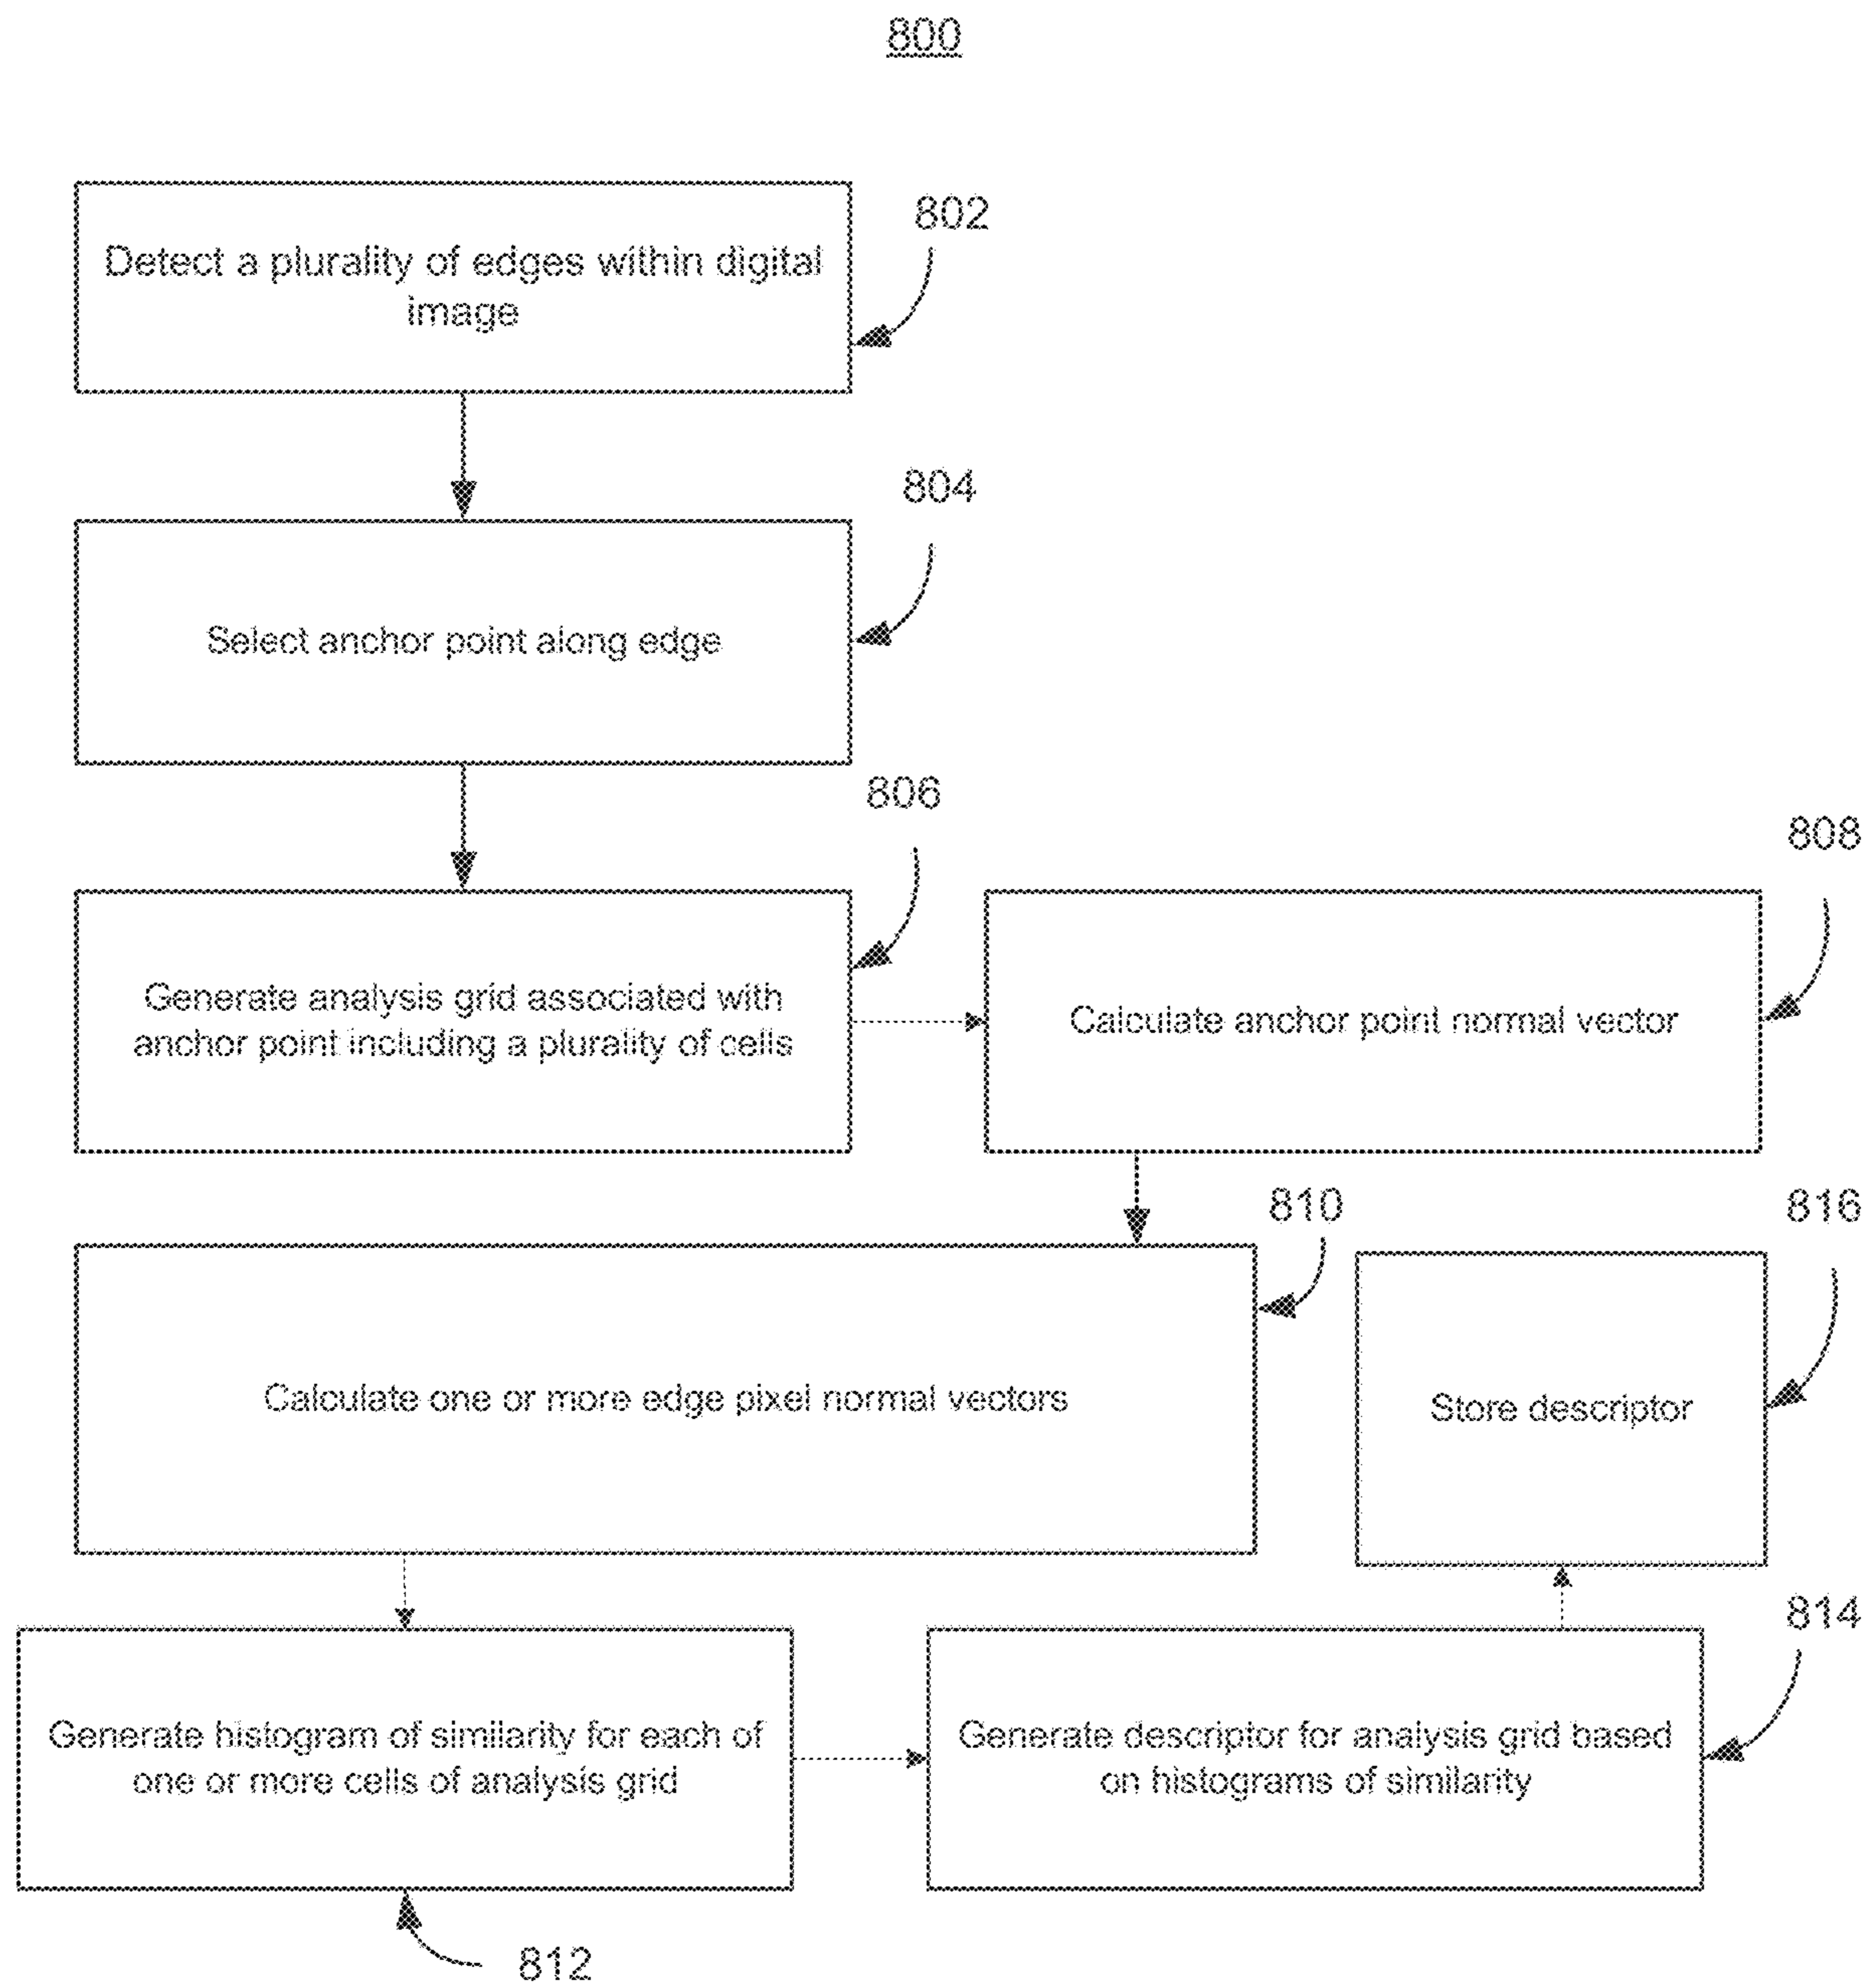 800
802
Detect a plurality of edges within digital
image
804
Select anchor point along edge
806
808
Generate analysis grid associated with
anchor point including a plurality of cells
Calculate anchor point normal vector
810
816
Calculate one or more edge pixel normal vectors
Store descriptor
814
Generate histogram of similarity for each of
one or more cells of analysis grid
Generate descriptor for analysis grid based
on histograms of similarity
812